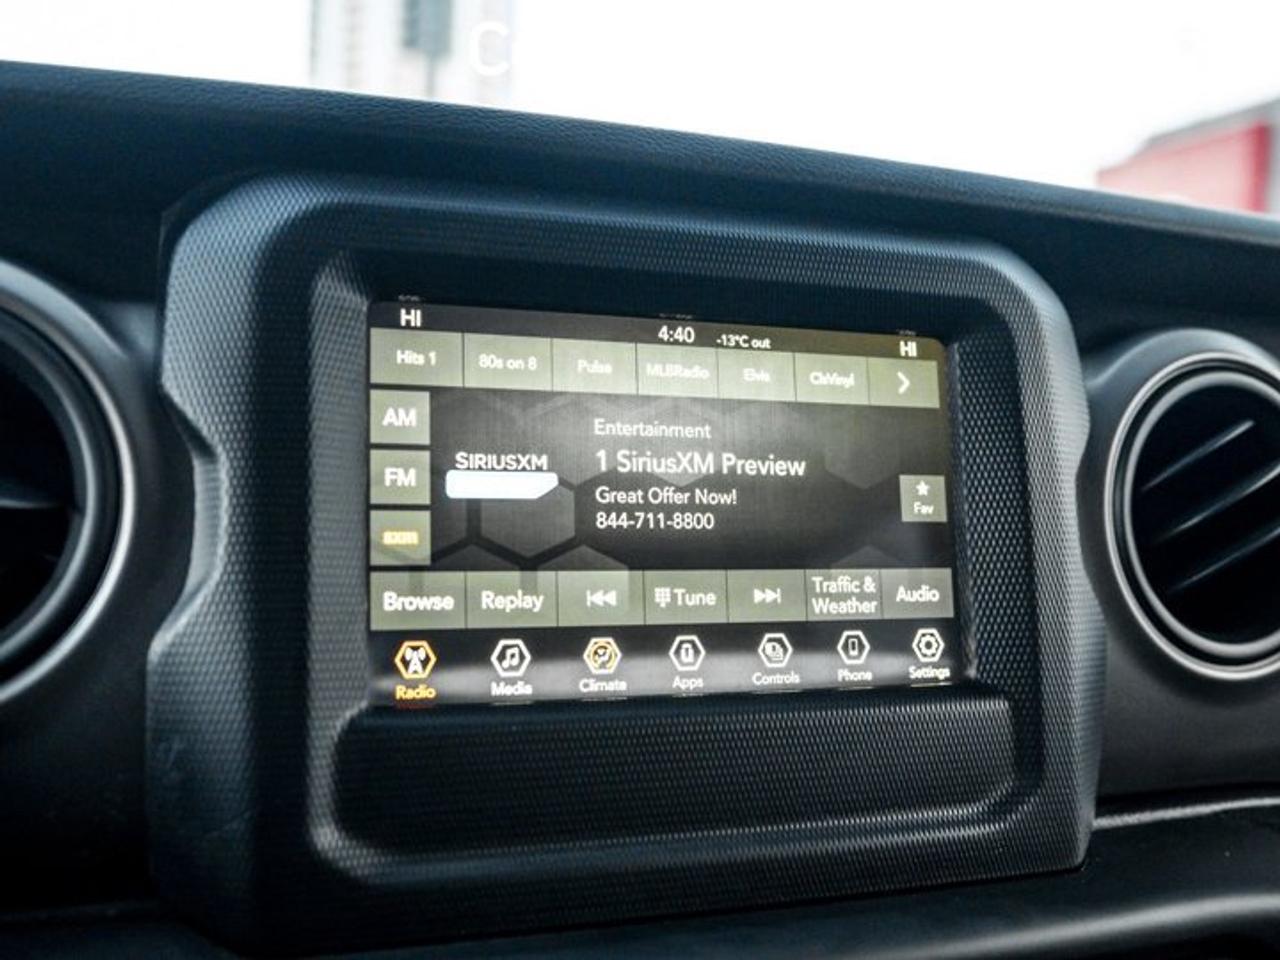 C
HI
4:40 -13°C out
HI
Hits 1
80s on 8
Pulse
MLBRadio
Elvis
ClsVinyl
AM
FM
sxm
SIRIUSXM
Entertainment
1 SiriusXM Preview
Great Offer Now!
844-711-8800
Fav
Browse
Replay
Tune
Traffic &
Weather
Audio
Radio
Media
Climate
Apps
Controls
Phone
Settings